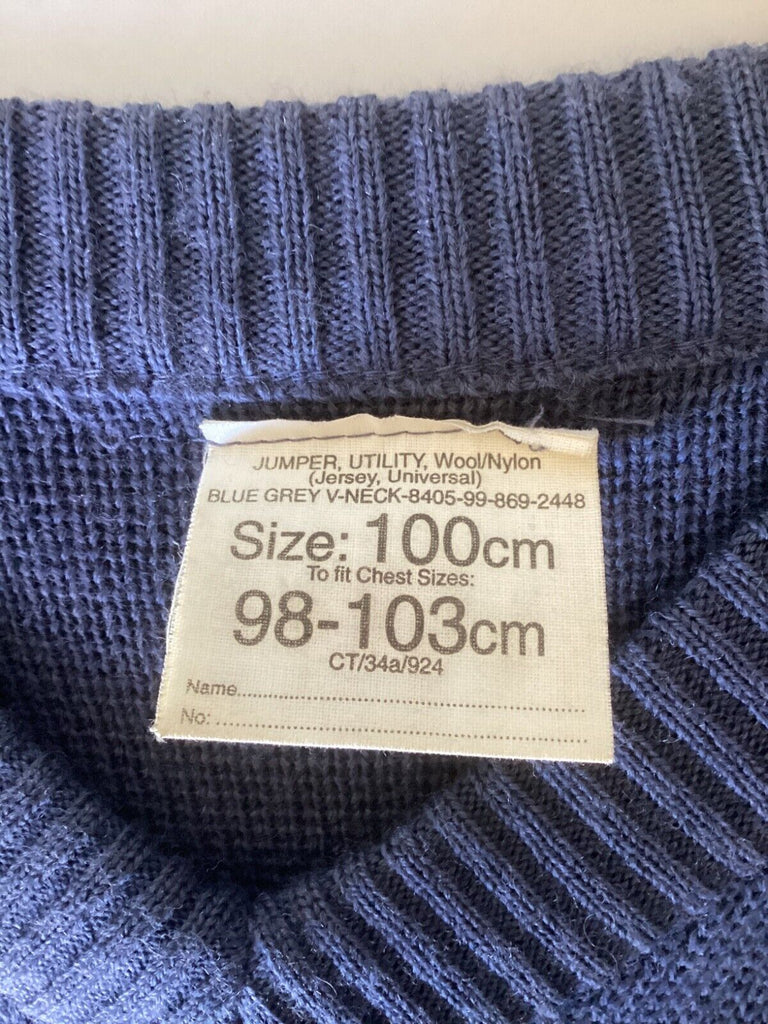 JUMPER, UTILITY, Wool/Nylon
(Jersey, Universal)
BLUE GREY V-NECK-8405-99-869-2448
Size: 100cm
To fit Chest Sizes:
98-103cm
CT/34a/924
Name..........................................................
No: ...............................................................